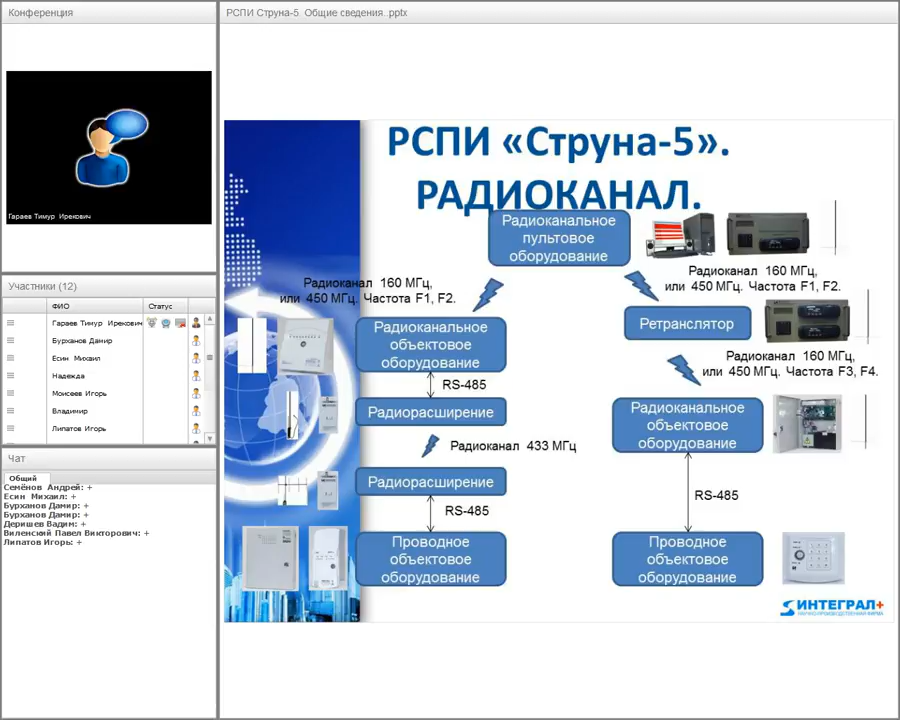 Конференция
Гараев Тимур Ирекович
Участники (12)
ФИО
Статус
Гараев Тимур Ирекович
Бурханов Дамир
Есин Михаил
Надежда
Моисеев Игорь
Владимир
Липатов Игорь
Чат
Общий
Семёнов Андрей: +
Есин Михаил: +
Бурханов Дамир: +
Бурханов Дамир: +
Деришев Вадим: +
Виленский Павел Викторович: +
Липатов Игорь: +
РСПИ Струна-5. Общие сведения..pptx
РСПИ «Струна-5».
РАДИОКАНАЛ.
Радиоканальное
пультовое
оборудование
Радиоканал 160 МГц,
или 450 МГц. Частота F1, F2.
Радиоканальное
объектовое
оборудование
RS-485
Радиорасширение
Радиоканал 433 МГц
Радиорасширение
RS-485
Проводное
объектовое
оборудование
Радиоканал 160 МГц,
или 450 МГц. Частота F1, F2.
Ретранслятор
Радиоканал 160 МГц,
или 450 МГц. Частота F3, F4.
Радиоканальное
объектовое
оборудование
RS-485
Проводное
объектовое
оборудование
ИНТЕГРАЛ+
НАУЧНО-ПРОИЗВОДСТВЕННАЯ ФИРМА